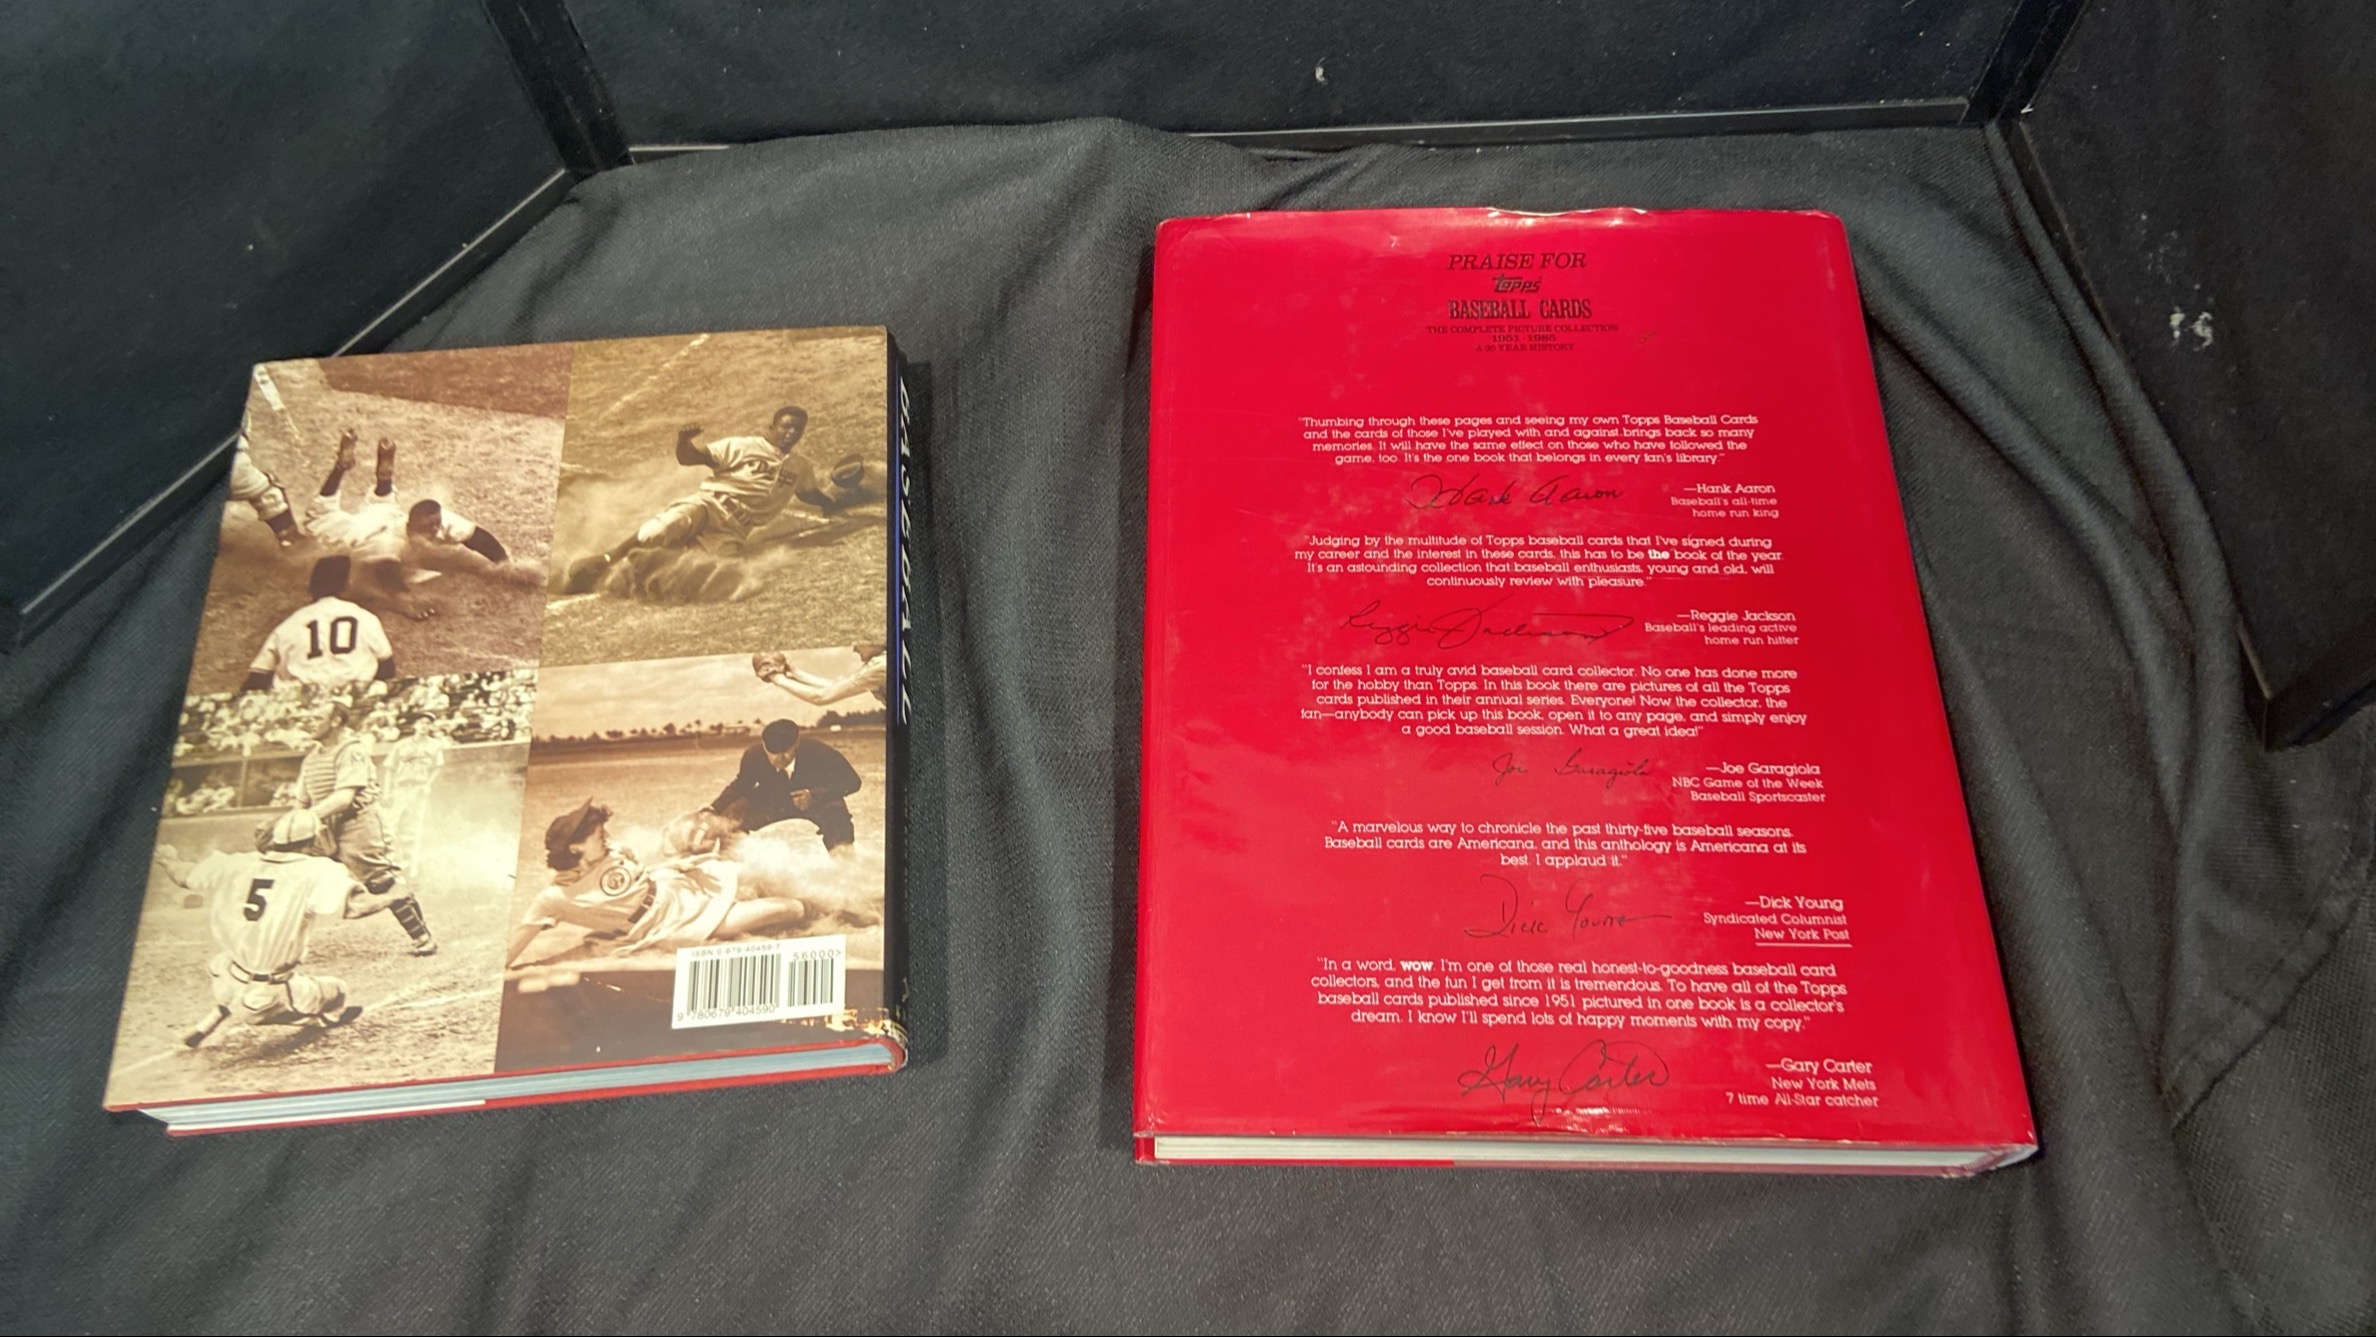 BASEBALL
10
5
ISBN 0-679-40459-7
56000>
9 780679 404590
PRAISE FOR
Topps
BASEBALL CARDS
THE COMPLETE PICTURE COLLECTION
1951-1985
A 35 YEAR HISTORY
"Thumbing through these pages and seeing my own Topps Baseball Cards
and the cards of those I've played with and against brings back so many
memories. It will have the same effect on those who have followed the
game, too. It's the one book that belongs in every fan's library."
Hank Aaron
—Hank Aaron
Baseball's all-time
home run king
"Judging by the multitude of Topps baseball cards that I've signed during
my career and the interest in these cards, this has to be the book of the year.
It's an astounding collection that baseball enthusiasts, young and old, will
continuously review with pleasure."
Reggie Jackson
—Reggie Jackson
Baseball's leading active
home run hitter
"I confess I am a truly avid baseball card collector. No one has done more
for the hobby than Topps. In this book there are pictures of all the Topps
cards published in their annual series. Everyone! Now the collector, the
fan—anybody can pick up this book, open it to any page, and simply enjoy
a good baseball session. What a great idea!"
Joe Garagiola
—Joe Garagiola
NBC Game of the Week
Baseball Sportscaster
"A marvelous way to chronicle the past thirty-five baseball seasons.
Baseball cards are Americana, and this anthology is Americana at its
best. I applaud it."
Dick Young
—Dick Young
Syndicated Columnist
New York Post
"In a word, wow. I'm one of those real honest-to-goodness baseball card
collectors, and the fun I get from it is tremendous. To have all of the Topps
baseball cards published since 1951 pictured in one book is a collector's
dream. I know I'll spend lots of happy moments with my copy."
Gary Carter
—Gary Carter
New York Mets
7 time All-Star catcher